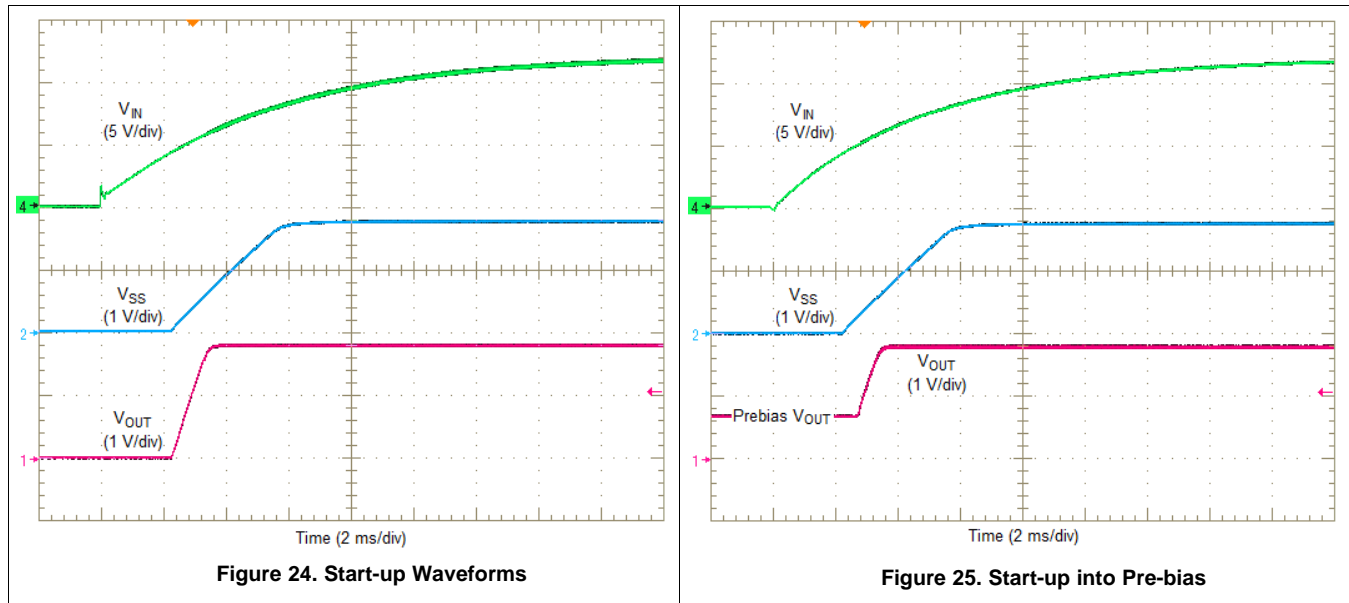 4
V_IN
(5 V/div)
V_SS
(1 V/div)
2
V_OUT
(1 V/div)
1
Time (2 ms/div)
Figure 24. Start-up Waveforms
4
V_IN
(5 V/div)
V_SS
(1 V/div)
2
V_OUT
(1 V/div)
Prebias V_OUT
1
Time (2 ms/div)
Figure 25. Start-up into Pre-bias